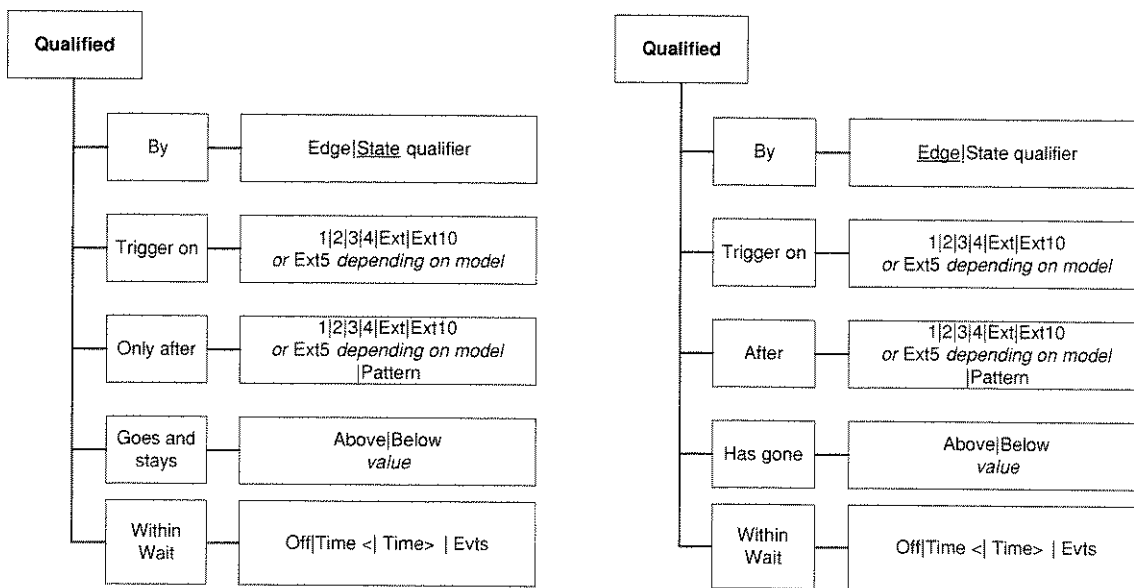 Qualified
By
Edge|State qualifier
Trigger on
1|2|3|4|Ext|Ext10
or Ext5 depending on model
Only after
1|2|3|4|Ext|Ext10
or Ext5 depending on model
|Pattern
Goes and
stays
Above|Below
value
Within
Wait
Off|Time <| Time> | Evts
Qualified
By
Edge|State qualifier
Trigger on
1|2|3|4|Ext|Ext10
or Ext5 depending on model
After
1|2|3|4|Ext|Ext10
or Ext5 depending on model
|Pattern
Has gone
Above|Below
value
Within
Wait
Off|Time <| Time> | Evts